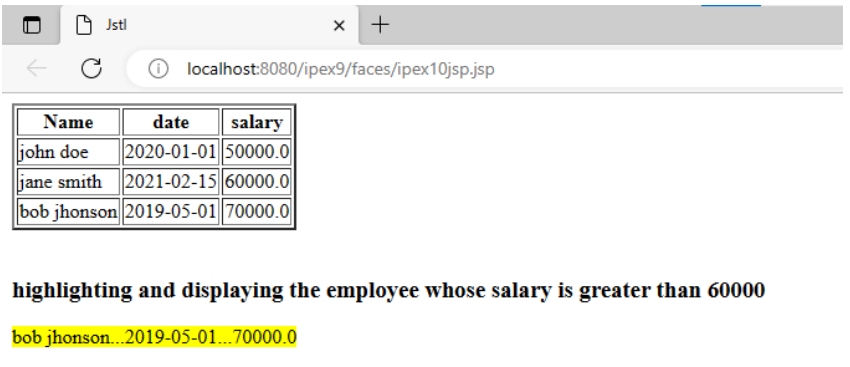 Jstl
localhost:8080/ipex9/faces/ipex10jsp.jsp
Name date salary
john doe 2020-01-01 50000.0
jane smith 2021-02-15 60000.0
bob jhonson 2019-05-01 70000.0
highlighting and displaying the employee whose salary is greater than 60000
bob jhonson...2019-05-01...70000.0